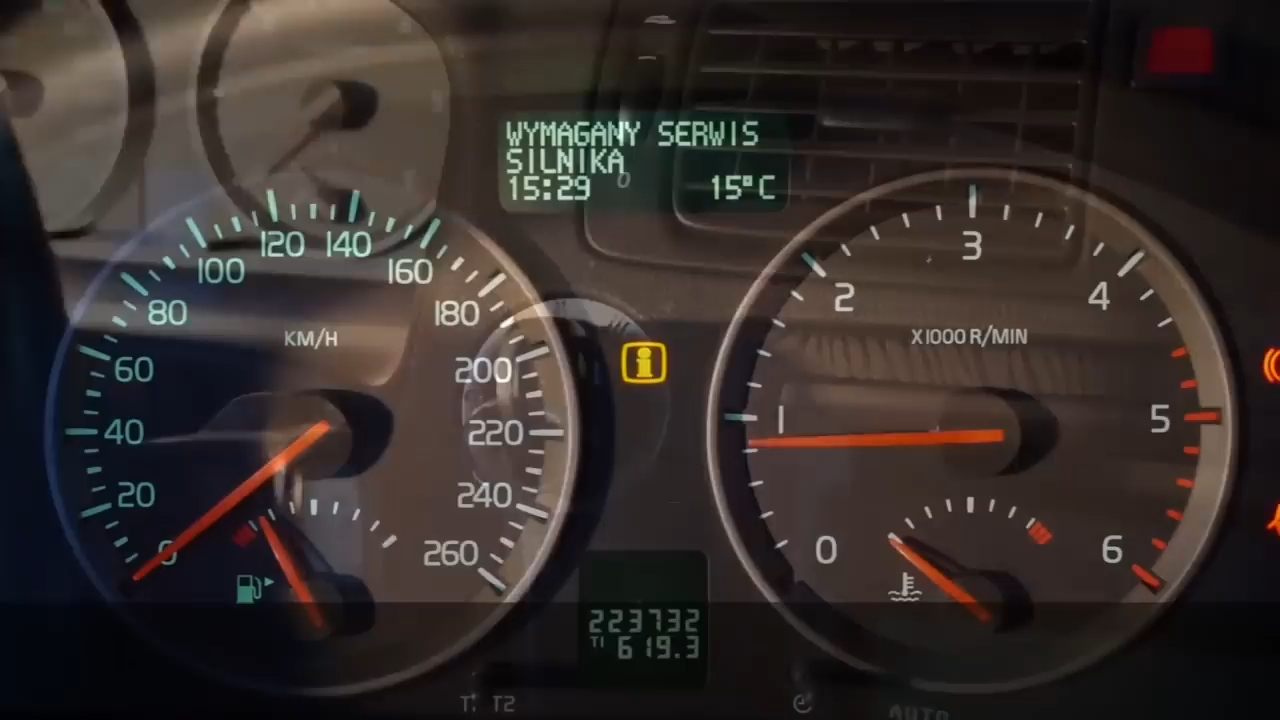 WYMAGANY SERWIS
SILNIKA
15:29 15°C
0 20 40 60 80 100 120 140 160 180 200 220 240 260
KM/H
0 1 2 3 4 5 6
X1000 R/MIN
223732
T1 619.3
T1 T2
AUTO